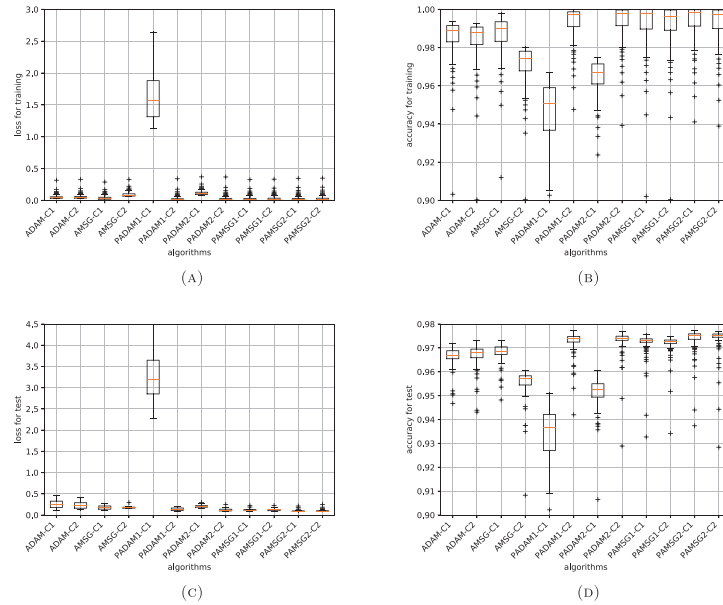 3.0
2.5
2.0
1.5
1.0
0.5
0.0
loss for training
ADAM-C1
ADAM-C2
AMSG-C1
AMSG-C2
PADAM1-C1
PADAM1-C2
PADAM2-C1
PADAM2-C2
PAMSG1-C1
PAMSG1-C2
PAMSG2-C1
PAMSG2-C2
algorithms
(A)
1.00
0.98
0.96
0.94
0.92
0.90
accuracy for training
ADAM-C1
ADAM-C2
AMSG-C1
AMSG-C2
PADAM1-C1
PADAM1-C2
PADAM2-C1
PADAM2-C2
PAMSG1-C1
PAMSG1-C2
PAMSG2-C1
PAMSG2-C2
algorithms
(B)
4,5
4.0
3.5
3.0
2.5
2.0
1.5
1.0
0.5
0.0
loss for test
ADAM-C1
ADAM-C2
AMSG-C1
AMSG-C2
PADAM1-C1
PADAM1-C2
PADAM2-C1
PADAM2-C2
PAMSG1-C1
PAMSG1-C2
PAMSG2-C1
PAMSG2-C2
algorithms
(C)
0,98
0.97
0.96
0.95
0.94
0.93
0.92
0.91
0.90
accuracy for test
ADAM-C1
ADAM-C2
AMSG-C1
AMSG-C2
PADAM1-C1
PADAM1-C2
PADAM2-C1
PADAM2-C2
PAMSG1-C1
PAMSG1-C2
PAMSG2-C1
PAMSG2-C2
algorithms
(D)